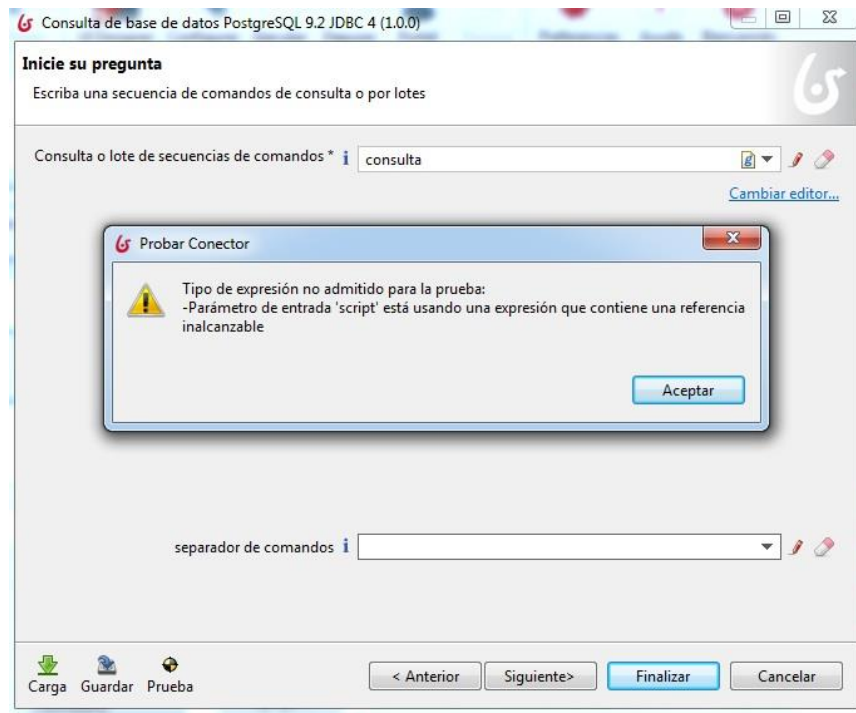 Consulta de base de datos PostgreSQL 9.2 JDBC 4 (1.0.0)
Inicie su pregunta
Escriba una secuencia de comandos de consulta o por lotes
Consulta o lote de secuencias de comandos * i consulta
Cambiar editor...
Probar Conector
Tipo de expresión no admitido para la prueba:
-Parámetro de entrada 'script' está usando una expresión que contiene una referencia
inalcanzable
Aceptar
separador de comandos i
Carga Guardar Prueba < Anterior Siguiente> Finalizar Cancelar